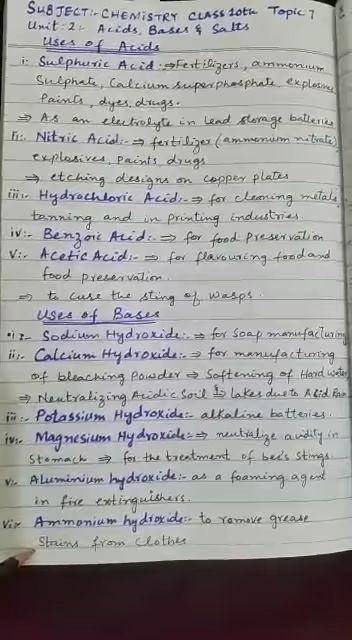 SUBJECT:- CHEMISTRY CLASS 10th Topic 7
Unit:2:- Acids, Bases & Salts
Uses of Acids
i:- Sulphuric Acid:⇒ Fertilizers, ammonium
Sulphate, Calcium superphosphate, explosives
Paints, dyes, drugs.
⇒ As an electrolyte in lead storage batteries
ii:- Nitric Acid:-⇒ fertilizer (ammonium nitrate),
explosives, Paints, drugs
⇒ etching designs on copper plates
iii:- Hydrochloric Acid:-⇒ for cleaning metals,
tanning and in printing industries
iv:- Benzoic Acid:-⇒ for food Preservation
v:- Acetic Acid:-⇒ for flavouring food and
food preservation.
⇒ to cure the sting of wasps.
Uses of Bases
i:- Sodium Hydroxide:-⇒ for Soap manufacturing
ii:- Calcium Hydroxide:-⇒ for manufacturing
of bleaching Powder ⇒ Softening of Hard water
⇒ Neutralizing Acidic Soil & lakes due to Acid Rain
iii:- Potassium Hydroxide:- alkaline batteries.
iv:- Magnesium Hydroxide:-⇒ neutralize acidity in
Stomach ⇒ for the treatment of bee's Stings
v:- Aluminium hydroxide:- as a foaming agent
in fire extinguishers.
vi:- Ammonium hydroxide:- to remove grease
Stains from Clothes